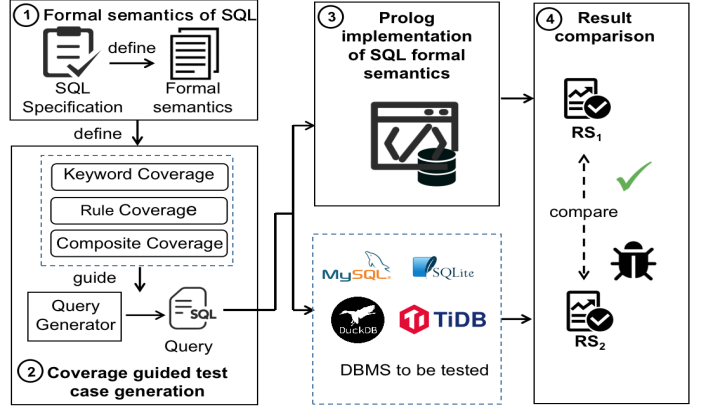 1 Formal semantics of SQL
define
SQL
Specification
Formal
semantics
define
Keyword Coverage
Rule Coverage
Composite Coverage
guide
Query
Generator
SQL
Query
2 Coverage guided test
case generation
3 Prolog
implementation
of SQL formal
semantics
MySQL
SQLite
DuckDB
TiDB
DBMS to be tested
4 Result
comparison
RS1
compare
RS2